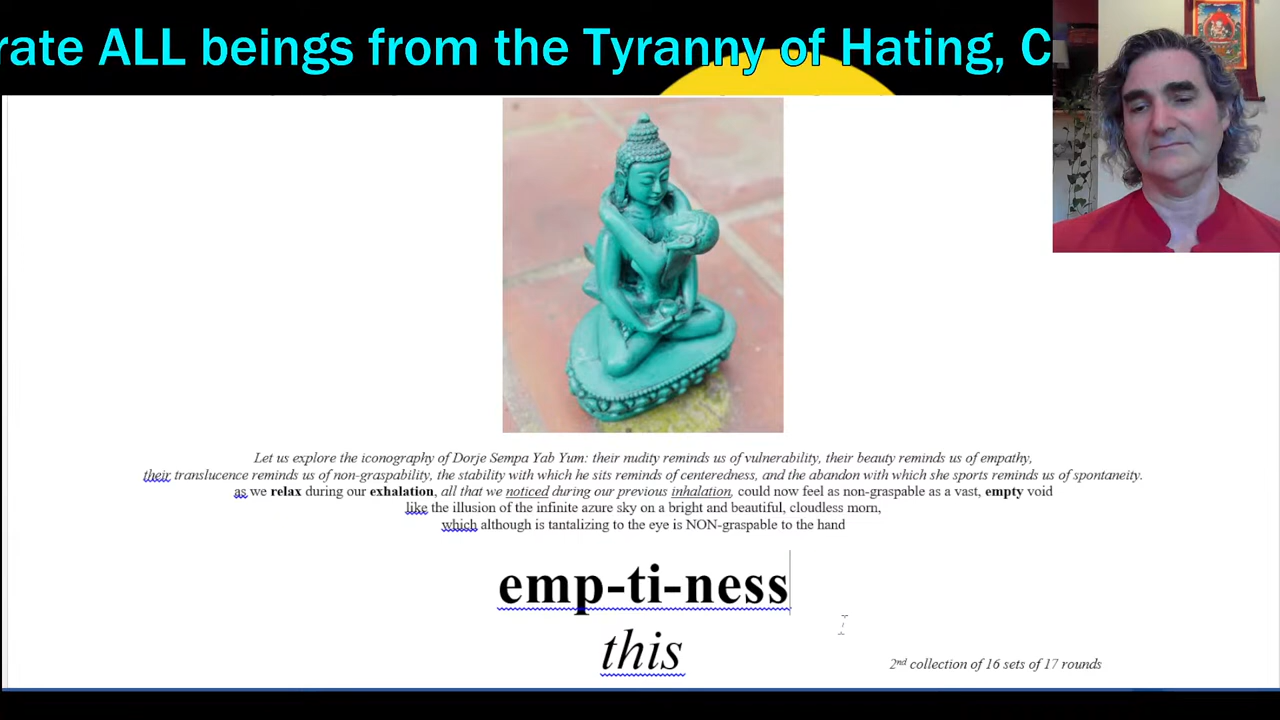 rate ALL beings from the Tyranny of Hating, C
Let us explore the iconography of Dorje Sempa Yab Yum: their nudity reminds us of vulnerability, their beauty reminds us of empathy,
their translucence reminds us of non-graspability, the stability with which he sits reminds of centeredness, and the abandon with which she sports reminds us of spontaneity.
as we relax during our exhalation, all that we noticed during our previous inhalation, could now feel as non-graspable as a vast, empty void
like the illusion of the infinite azure sky on a bright and beautiful, cloudless morn,
which although is tantalizing to the eye is NON-graspable to the hand
emp-ti-ness
this
2nd collection of 16 sets of 17 rounds